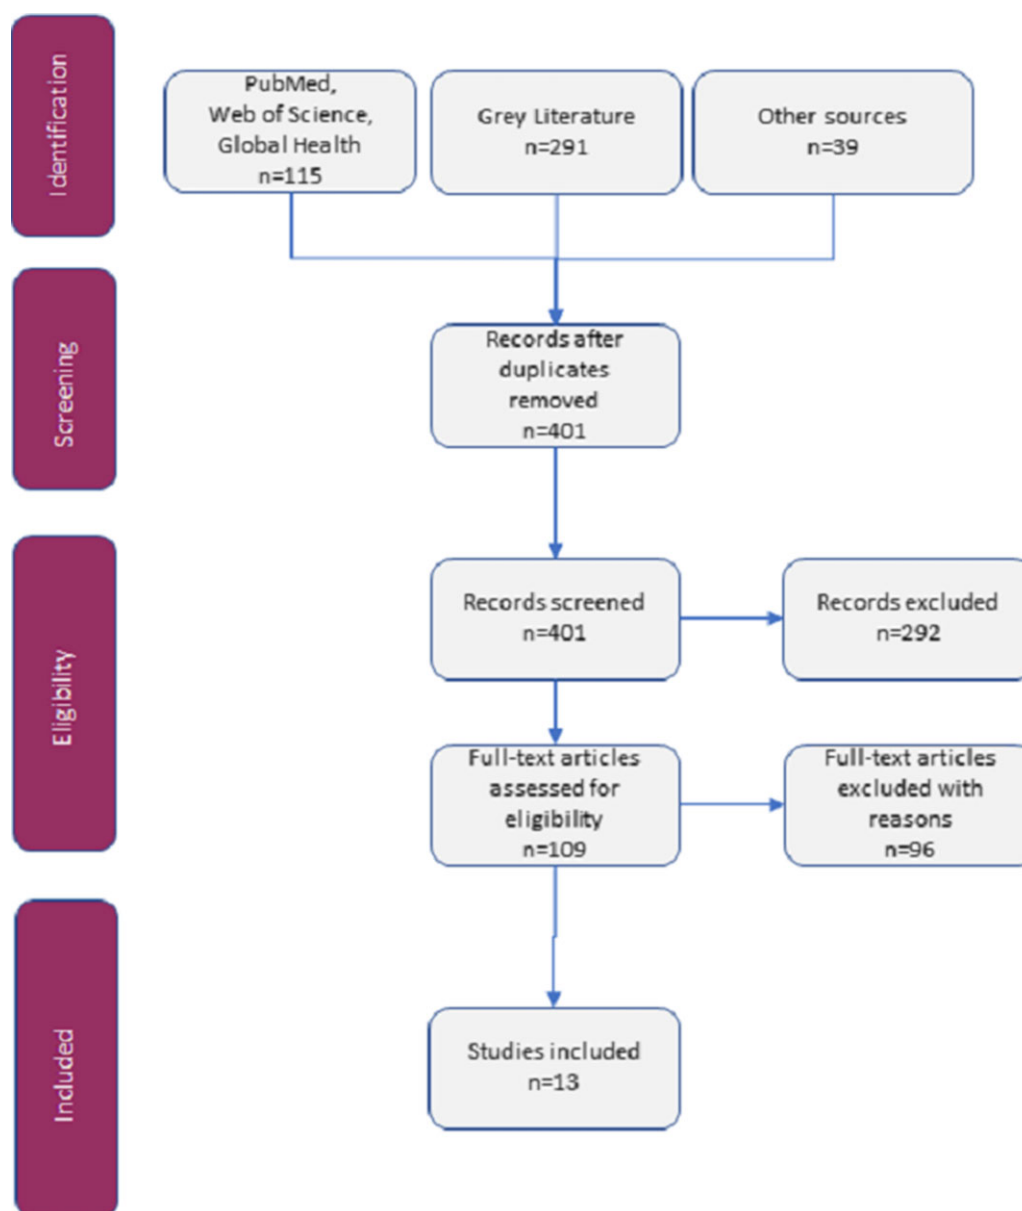 Identification
PubMed,
Web of Science,
Global Health
n=115
Grey Literature
n=291
Other sources
n=39
Screening
Records after
duplicates
removed
n=401
Eligibility
Records screened
n=401
Records excluded
n=292
Full-text articles
assessed for
eligibility
n=109
Full-text articles
excluded with
reasons
n=96
Included
Studies included
n=13